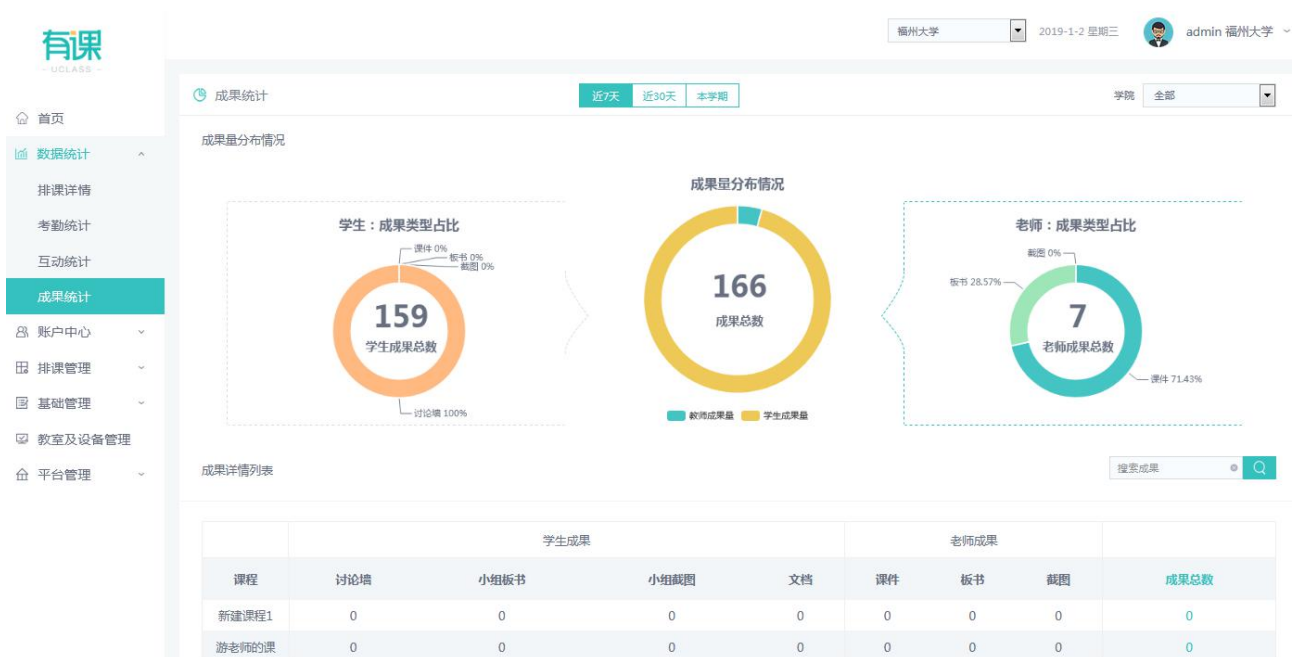 有课
- UCLASS -
福州大学
2019-1-2 星期三
admin 福州大学
首页
数据统计
排课详情
考勤统计
互动统计
成果统计
账户中心
排课管理
基础管理
教室及设备管理
平台管理
成果统计
近7天 近30天 本学期
学院 全部
成果量分布情况
学生：成果类型占比
课件 0%
板书 0%
截图 0%
159
学生成果总数
讨论墙 100%
成果量分布情况
166
成果总数
教师成果量 学生成果量
老师：成果类型占比
截图 0%
板书 28.57%
7
老师成果总数
课件 71.43%
成果详情列表
搜索成果
学生成果 老师成果
课程 讨论墙 小组板书 小组截图 文档 课件 板书 截图 成果总数
新建课程1 0 0 0 0 0 0 0 0
游老师的课 0 0 0 0 0 0 0 0